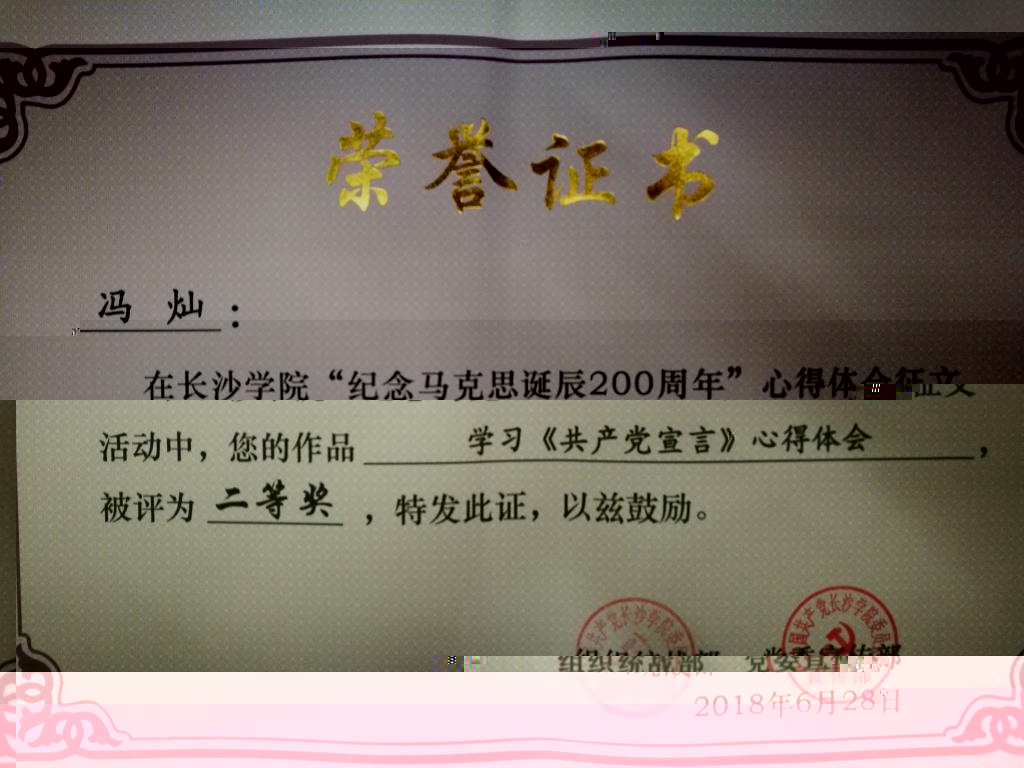 荣誉证书
冯 灿：
在长沙学院“纪念马克思诞辰200周年”心得体会征文
活动中，您的作品 学习《共产党宣言》心得体会，
被评为 二等奖，特发此证，以兹鼓励。
组织统战部 党委宣传部
2018年6月28日